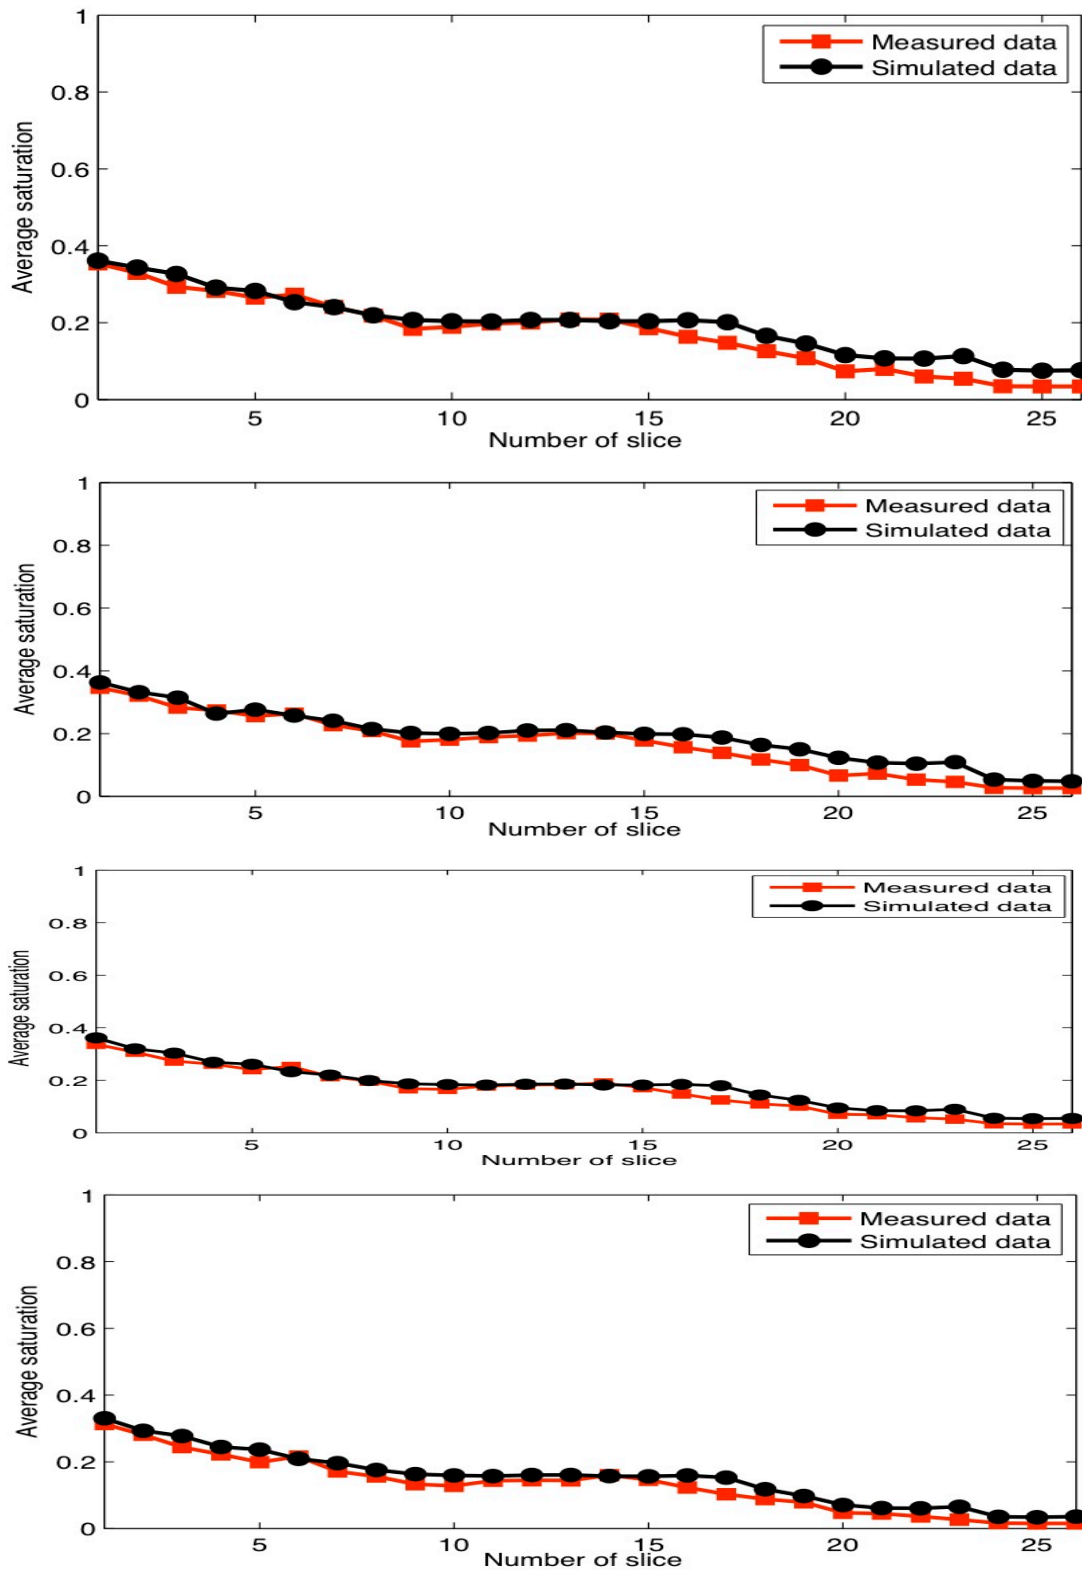 1
Measured data
Simulated data
0.8
0.6
0.4
0.2
0
Average saturation
5 10 15 20 25
Number of slice
1
Measured data
Simulated data
0.8
0.6
0.4
0.2
0
Average saturation
5 10 15 20 25
Number of slice
1
Measured data
Simulated data
0.8
0.6
0.4
0.2
0
Average saturation
5 10 15 20 25
Number of slice
1
Measured data
Simulated data
0.8
0.6
0.4
0.2
0
Average saturation
5 10 15 20 25
Number of slice